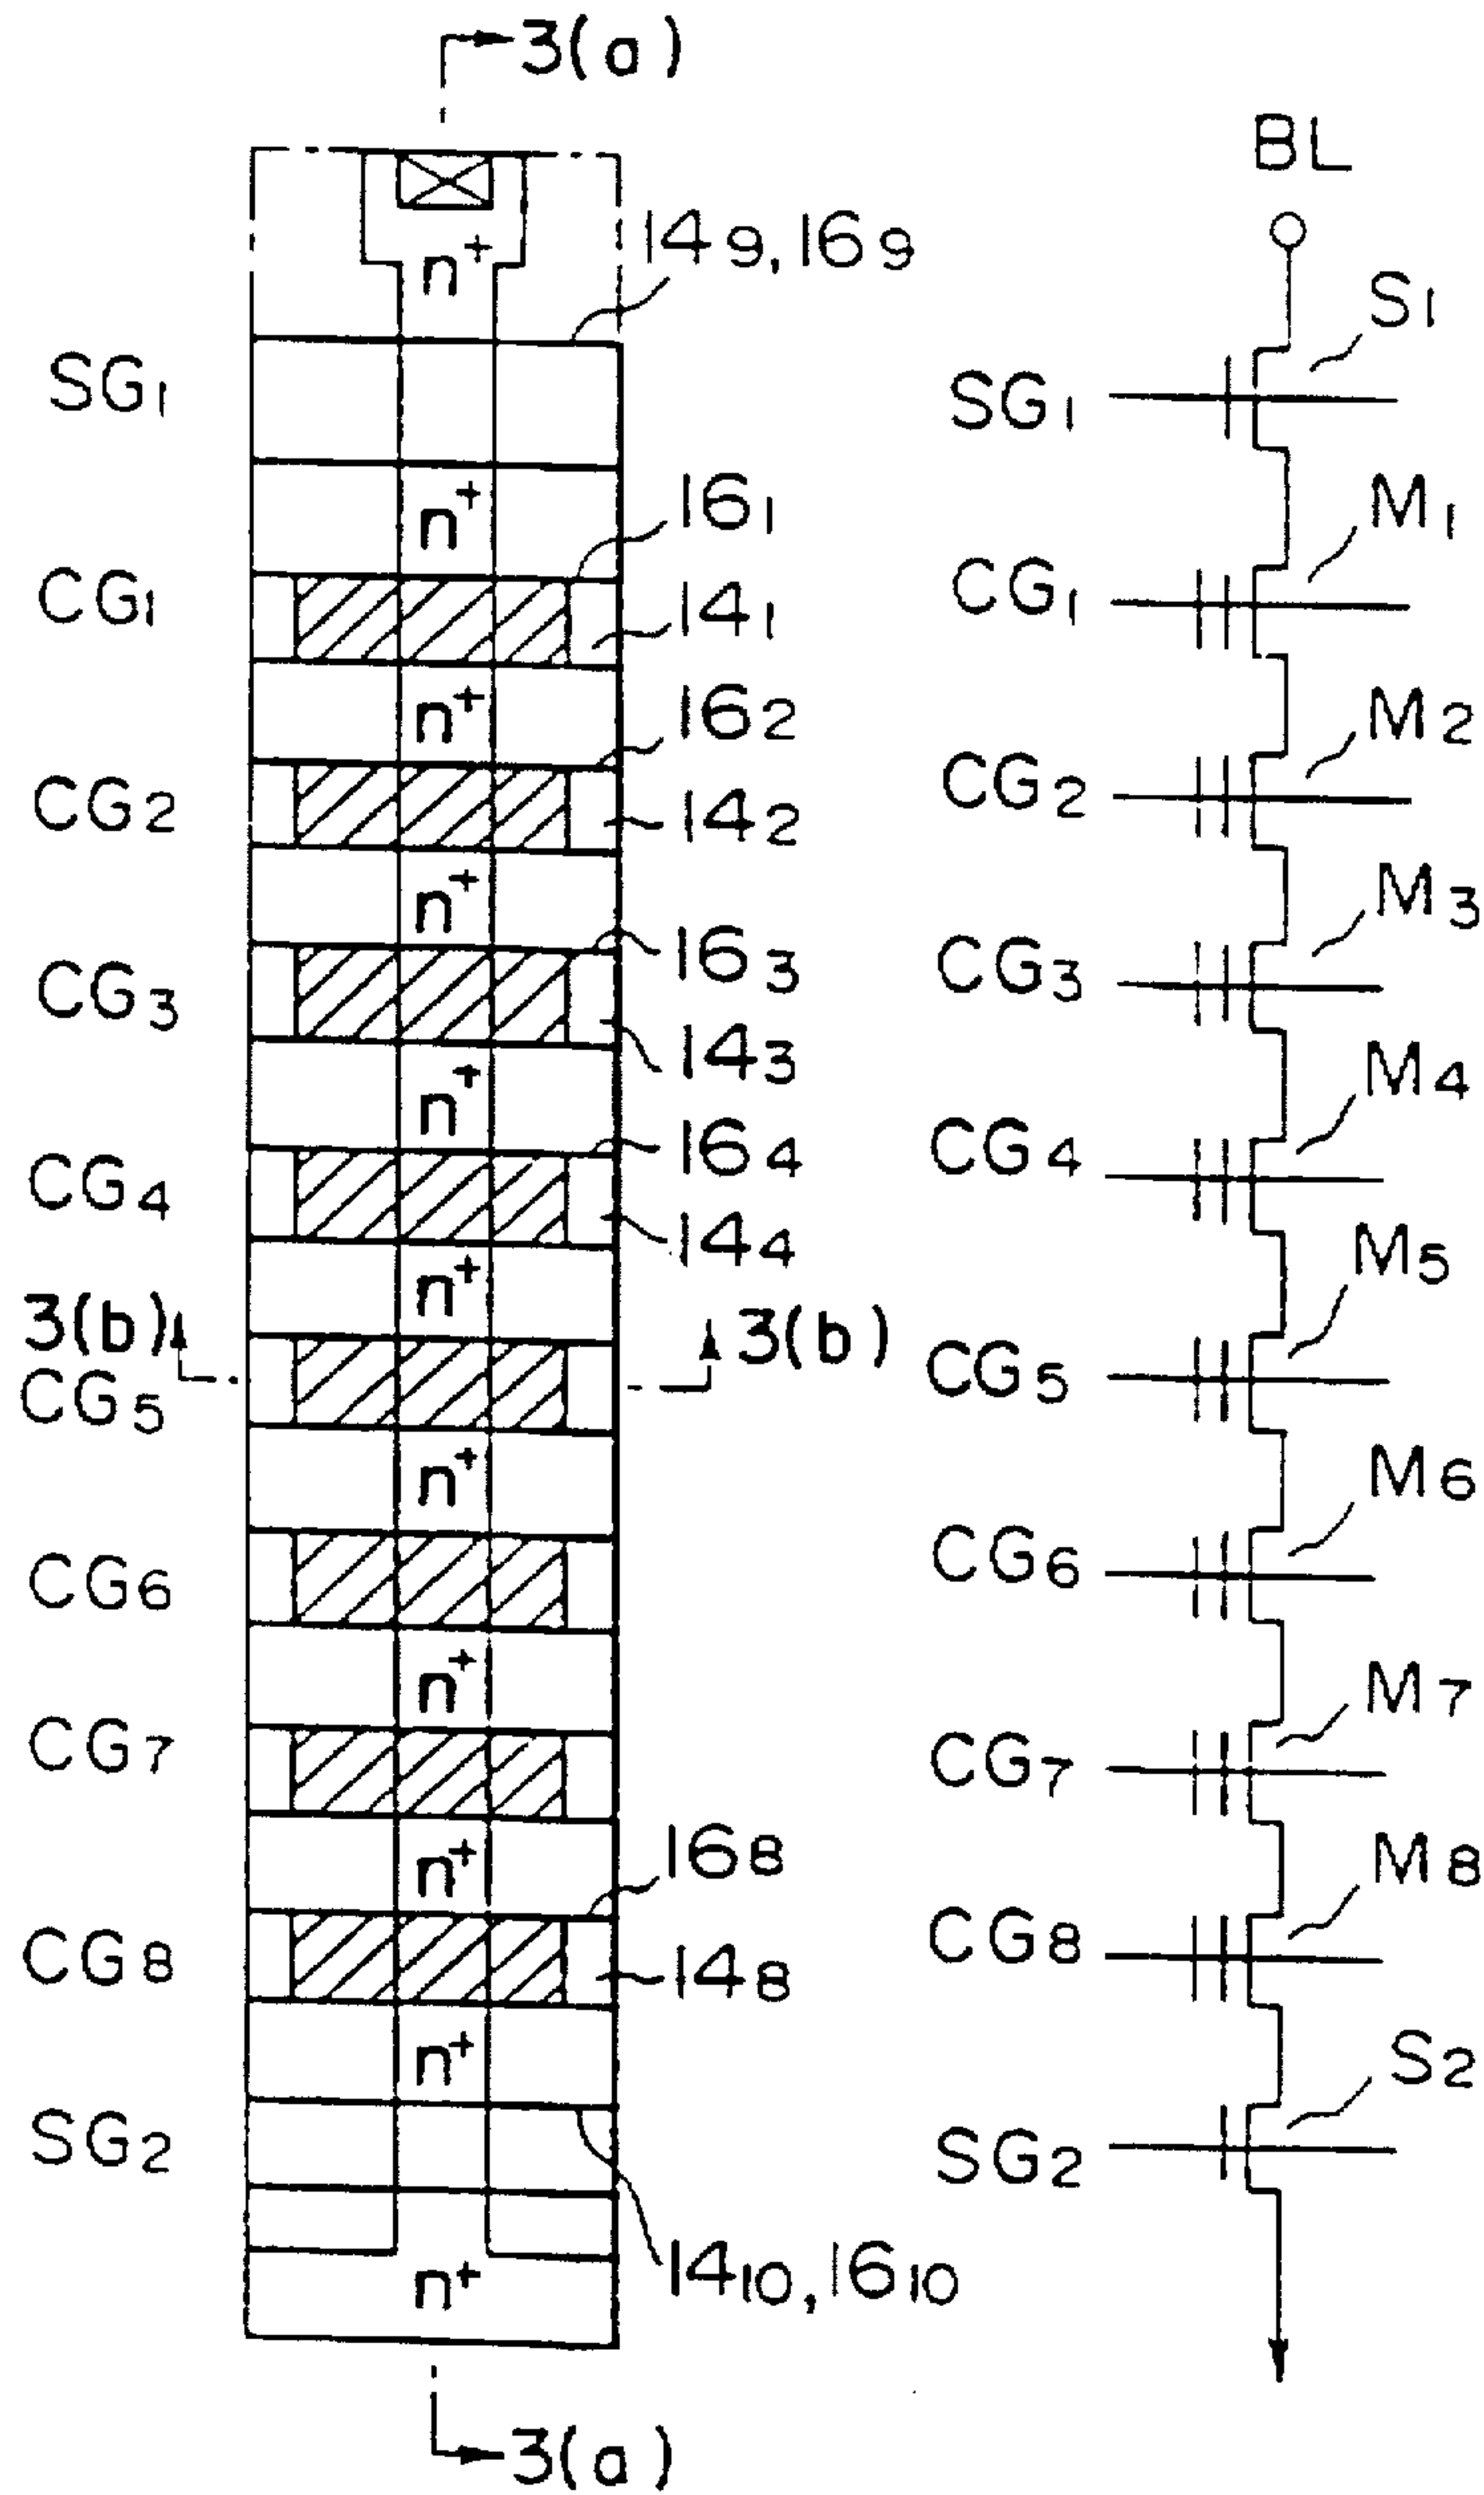 3(a)
BL
n+
14₉,16₉
S₁
SG₁
SG₁
n+
16₁
M₁
CG₁
14₁
CG₁
n+
16₂
M₂
CG₂
14₂
CG₂
n+
16₃
M₃
CG₃
14₃
CG₃
n+
16₄
M₄
CG₄
14₄
CG₄
n+
M₅
3(b)
3(b)
CG₅
CG₅
n+
M₆
CG₆
CG₆
n+
M₇
CG₇
CG₇
n+
16₈
M₈
CG₈
14₈
CG₈
n+
S₂
SG₂
SG₂
n+
14₁₀,16₁₀
3(a)